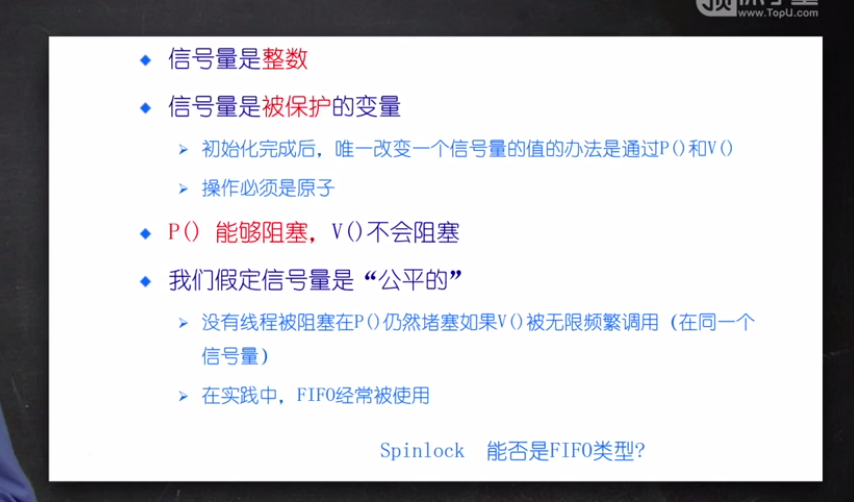 www.TopU.com
信号量是整数
信号量是被保护的变量
初始化完成后，唯一改变一个信号量的值的办法是通过P()和V()
操作必须是原子
P() 能够阻塞，V()不会阻塞
我们假定信号量是“公平的”
没有线程被阻塞在P()仍然堵塞如果V()被无限频繁调用（在同一个
信号量）
在实践中，FIFO经常被使用
Spinlock 能否是FIFO类型?